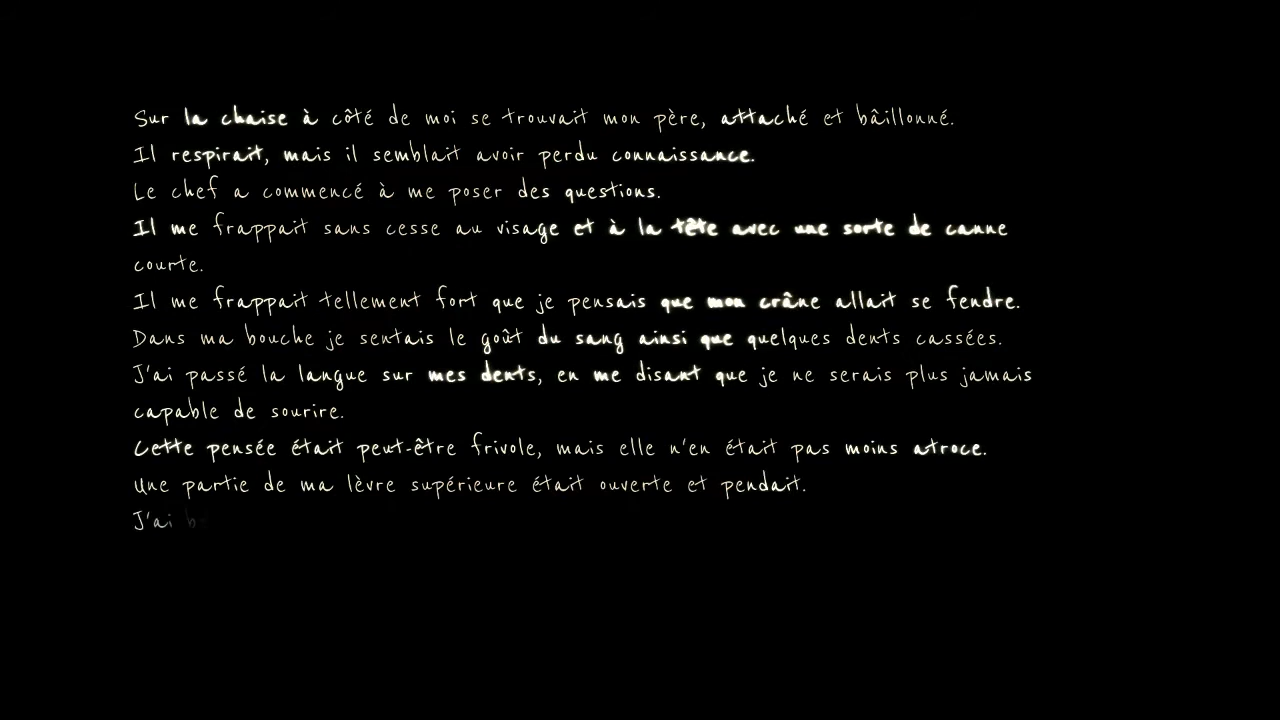 Sur la chaise à côté de moi se trouvait mon père, attaché et bâillonné.
Il respirait, mais il semblait avoir perdu connaissance.
Le chef a commencé à me poser des questions.
Il me frappait sans cesse au visage et à la tête avec une sorte de canne
courte.
Il me frappait tellement fort que je pensais que mon crâne allait se fendre.
Dans ma bouche je sentais le goût du sang ainsi que quelques dents cassées.
J'ai passé la langue sur mes dents, en me disant que je ne serais plus jamais
capable de sourire.
Cette pensée était peut-être frivole, mais elle n'en était pas moins atroce.
Une partie de ma lèvre supérieure était ouverte et pendait.
J'ai